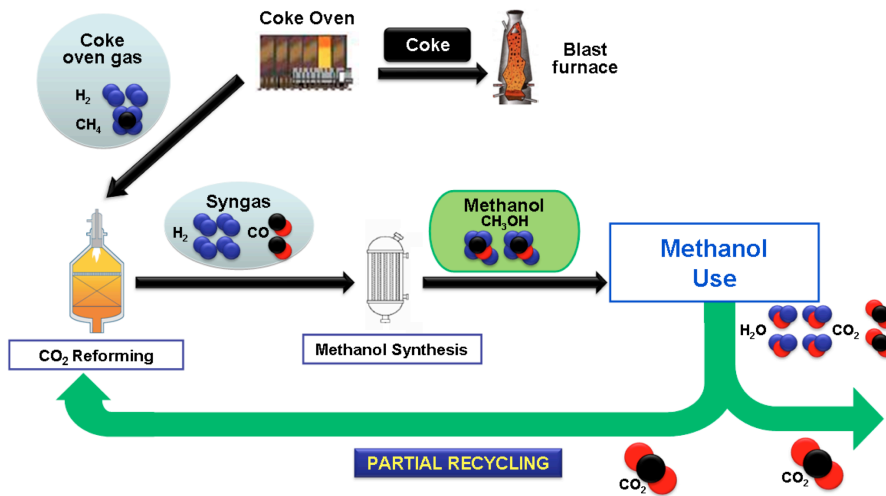 Coke Oven
Coke
oven gas
H₂
CH₄
Coke
Blast
furnace
Syngas
H₂
CO
Methanol
CH₃OH
Methanol
Use
H₂O
CO₂
CO₂ Reforming
Methanol Synthesis
PARTIAL RECYCLING
CO₂
CO₂